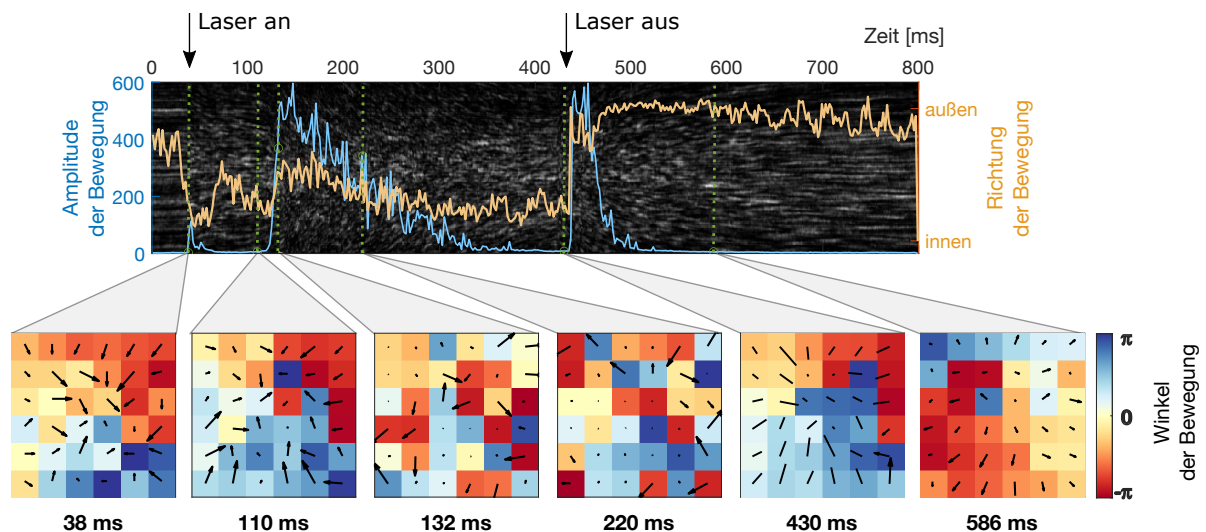 Laser an
Laser aus
Zeit [ms]
0 100 200 300 400 500 600 700 800
600
400
200
0
Amplitude
der Bewegung
außen
innen
Richtung
der Bewegung
π
0
-π
Winkel
der Bewegung
38 ms 110 ms 132 ms 220 ms 430 ms 586 ms